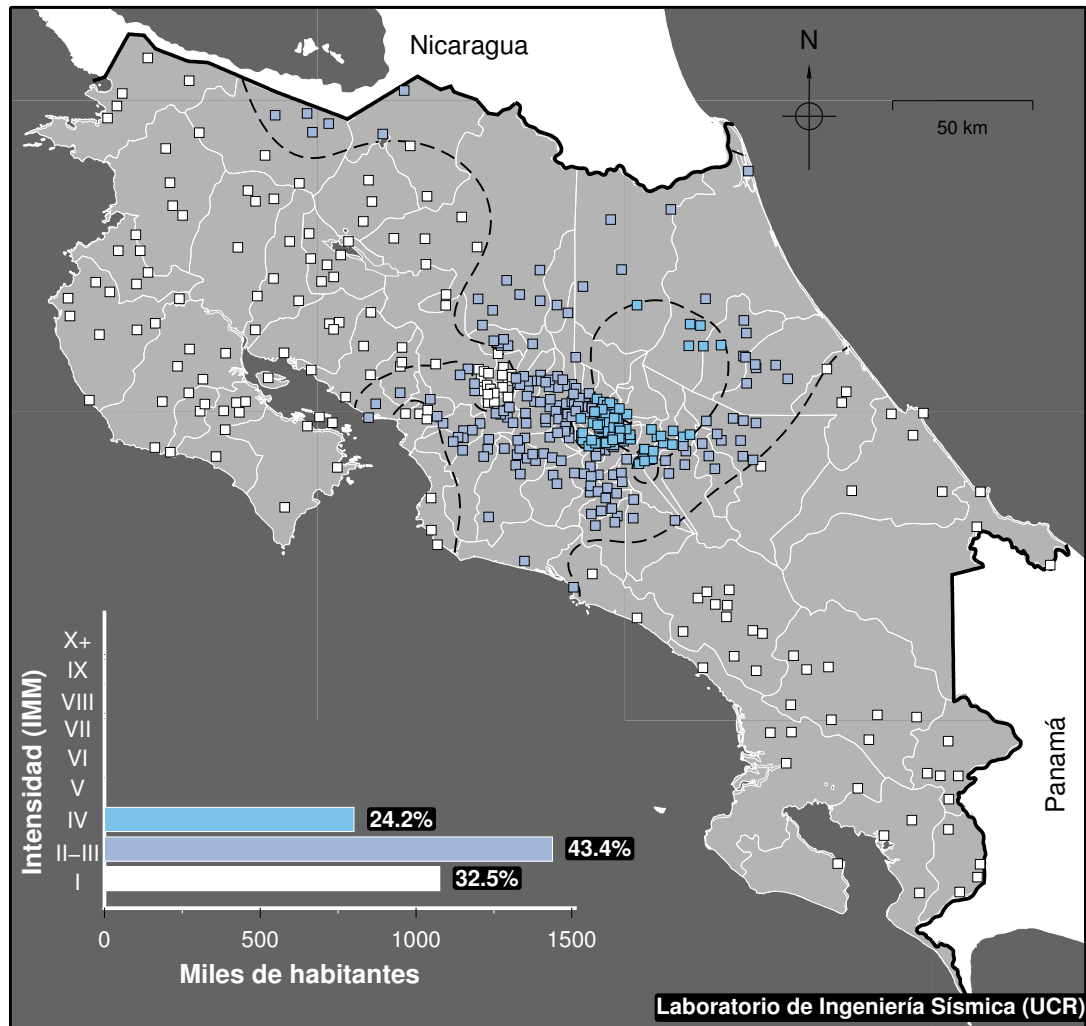 Nicaragua
N
50 km
Panamá
Intensidad (IMM)
X+
IX
VIII
VII
VI
V
IV
24.2%
II−III
43.4%
I
32.5%
0 500 1000 1500
Miles de habitantes
Laboratorio de Ingeniería Sísmica (UCR)